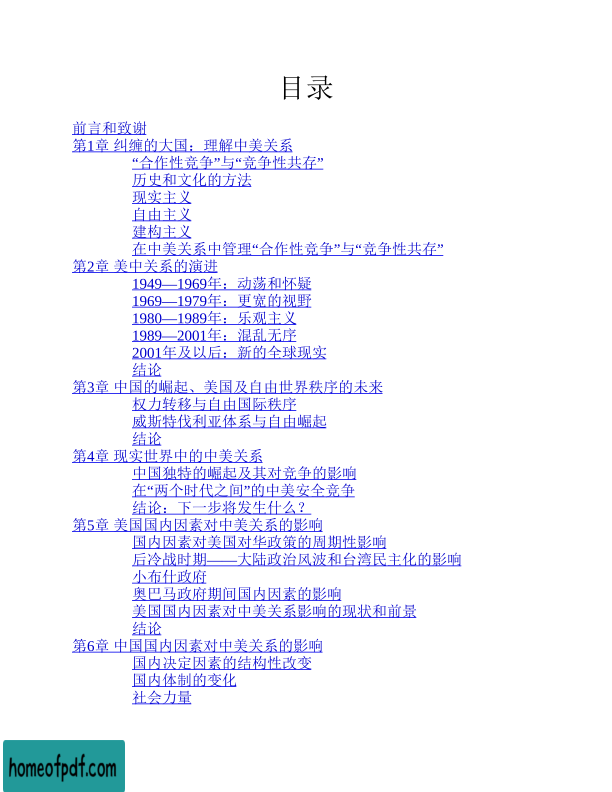 目录
前言和致谢
第1章 纠缠的大国：理解中美关系
“合作性竞争”与“竞争性共存”
历史和文化的方法
现实主义
自由主义
建构主义
在中美关系中管理“合作性竞争”与“竞争性共存”
第2章 美中关系的演进
1949—1969年：动荡和怀疑
1969—1979年：更宽的视野
1980—1989年：乐观主义
1989—2001年：混乱无序
2001年及以后：新的全球现实
结论
第3章 中国的崛起、美国及自由世界秩序的未来
权力转移与自由国际秩序
威斯特伐利亚体系与自由崛起
结论
第4章 现实世界中的中美关系
中国独特的崛起及其对竞争的影响
在“两个时代之间”的中美安全竞争
结论：下一步将发生什么？
第5章 美国国内因素对中美关系的影响
国内因素对美国对华政策的周期性影响
后冷战时期——大陆政治风波和台湾民主化的影响
小布什政府
奥巴马政府期间国内因素的影响
美国国内因素对中美关系影响的现状和前景
结论
第6章 中国国内因素对中美关系的影响
国内决定因素的结构性改变
国内体制的变化
社会力量
homeofpdf.com